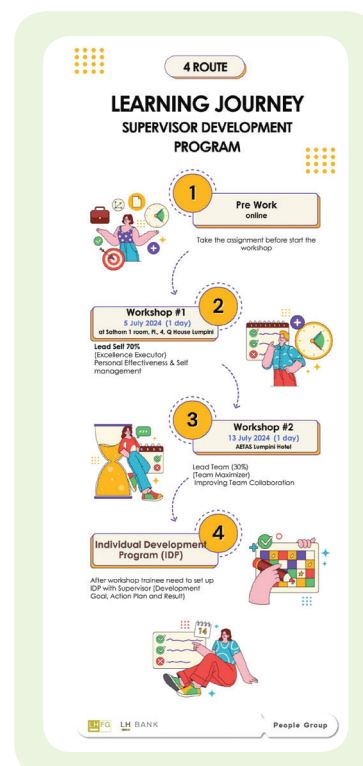 4 ROUTE
LEARNING JOURNEY
SUPERVISOR DEVELOPMENT
PROGRAM
1
Pre Work
online
Take the assignment before start the
workshop
2
Workshop #1
5 July 2024 (1 day)
at Sathorn 1 room, Fl, 4, Q House Lumpini
Lead Self 70%
(Excellence Executor)
Personal Effectiveness & Self
management
3
Workshop #2
13 July 2024 (1 day)
AETAS Lumpini Hotel
Lead Team (30%)
(Team Maximizer)
Improving Team Collaboration
4
Individual Development
Program (IDP)
After workshop trainee need to set up
IDP with Supervisor (Development
Goal, Action Plan and Result)
14
LHFG LH BANK
People Group